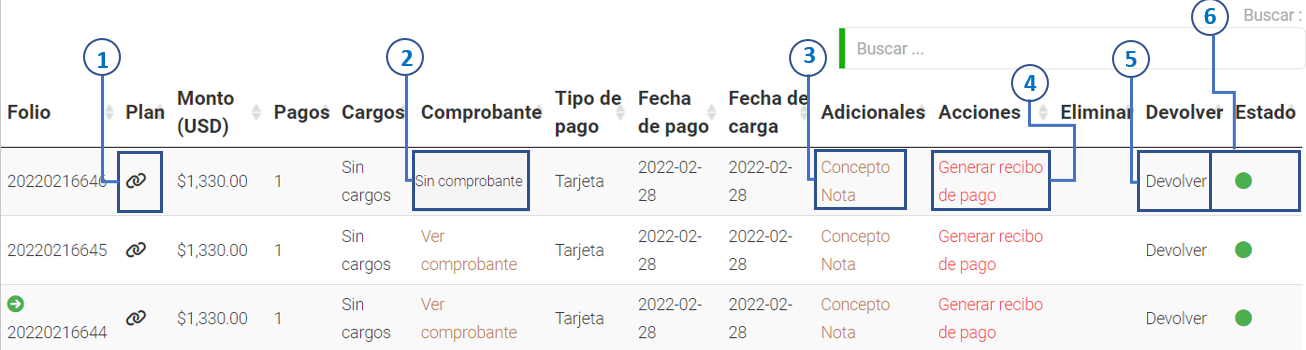 6 Buscar :
Buscar ...
1 2 3 4 5
Folio Plan Monto (USD) Pagos Cargos Comprobante Tipo de pago Fecha de pago Fecha de carga Adicionales Acciones Eliminar Devolver Estado
20220216646 $1,330.00 1 Sin cargos Sin comprobante Tarjeta 2022-02-28 2022-02-28 Concepto Nota Generar recibo de pago Devolver
20220216645 $1,330.00 1 Sin cargos Ver comprobante Tarjeta 2022-02-28 2022-02-28 Concepto Nota Generar recibo de pago Devolver
20220216644 $1,330.00 1 Sin cargos Ver comprobante Tarjeta 2022-02-28 2022-02-28 Concepto Nota Generar recibo de pago Devolver